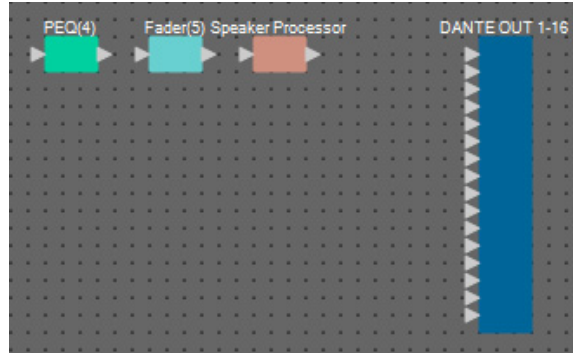 PEQ(4) Fader(5) Speaker Processor DANTE OUT 1-16